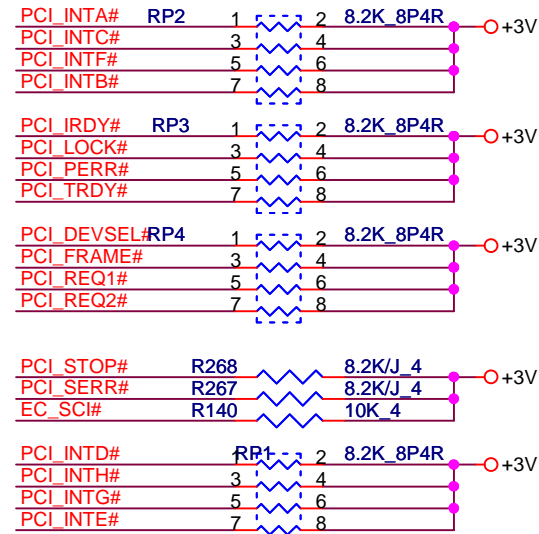 PCI_INTA# RP2 1 2 8.2K_8P4R +3V
PCI_INTC# 3 4
PCI_INTF# 5 6
PCI_INTB# 7 8
PCI_IRDY# RP3 1 2 8.2K_8P4R +3V
PCI_LOCK# 3 4
PCI_PERR# 5 6
PCI_TRDY# 7 8
PCI_DEVSEL# RP4 1 2 8.2K_8P4R +3V
PCI_FRAME# 3 4
PCI_REQ1# 5 6
PCI_REQ2# 7 8
PCI_STOP# R268 8.2K/J_4 +3V
PCI_SERR# R267 8.2K/J_4
EC_SCI# R140 10K_4
PCI_INTD# RP1 1 2 8.2K_8P4R +3V
PCI_INTH# 3 4
PCI_INTG# 5 6
PCI_INTE# 7 8